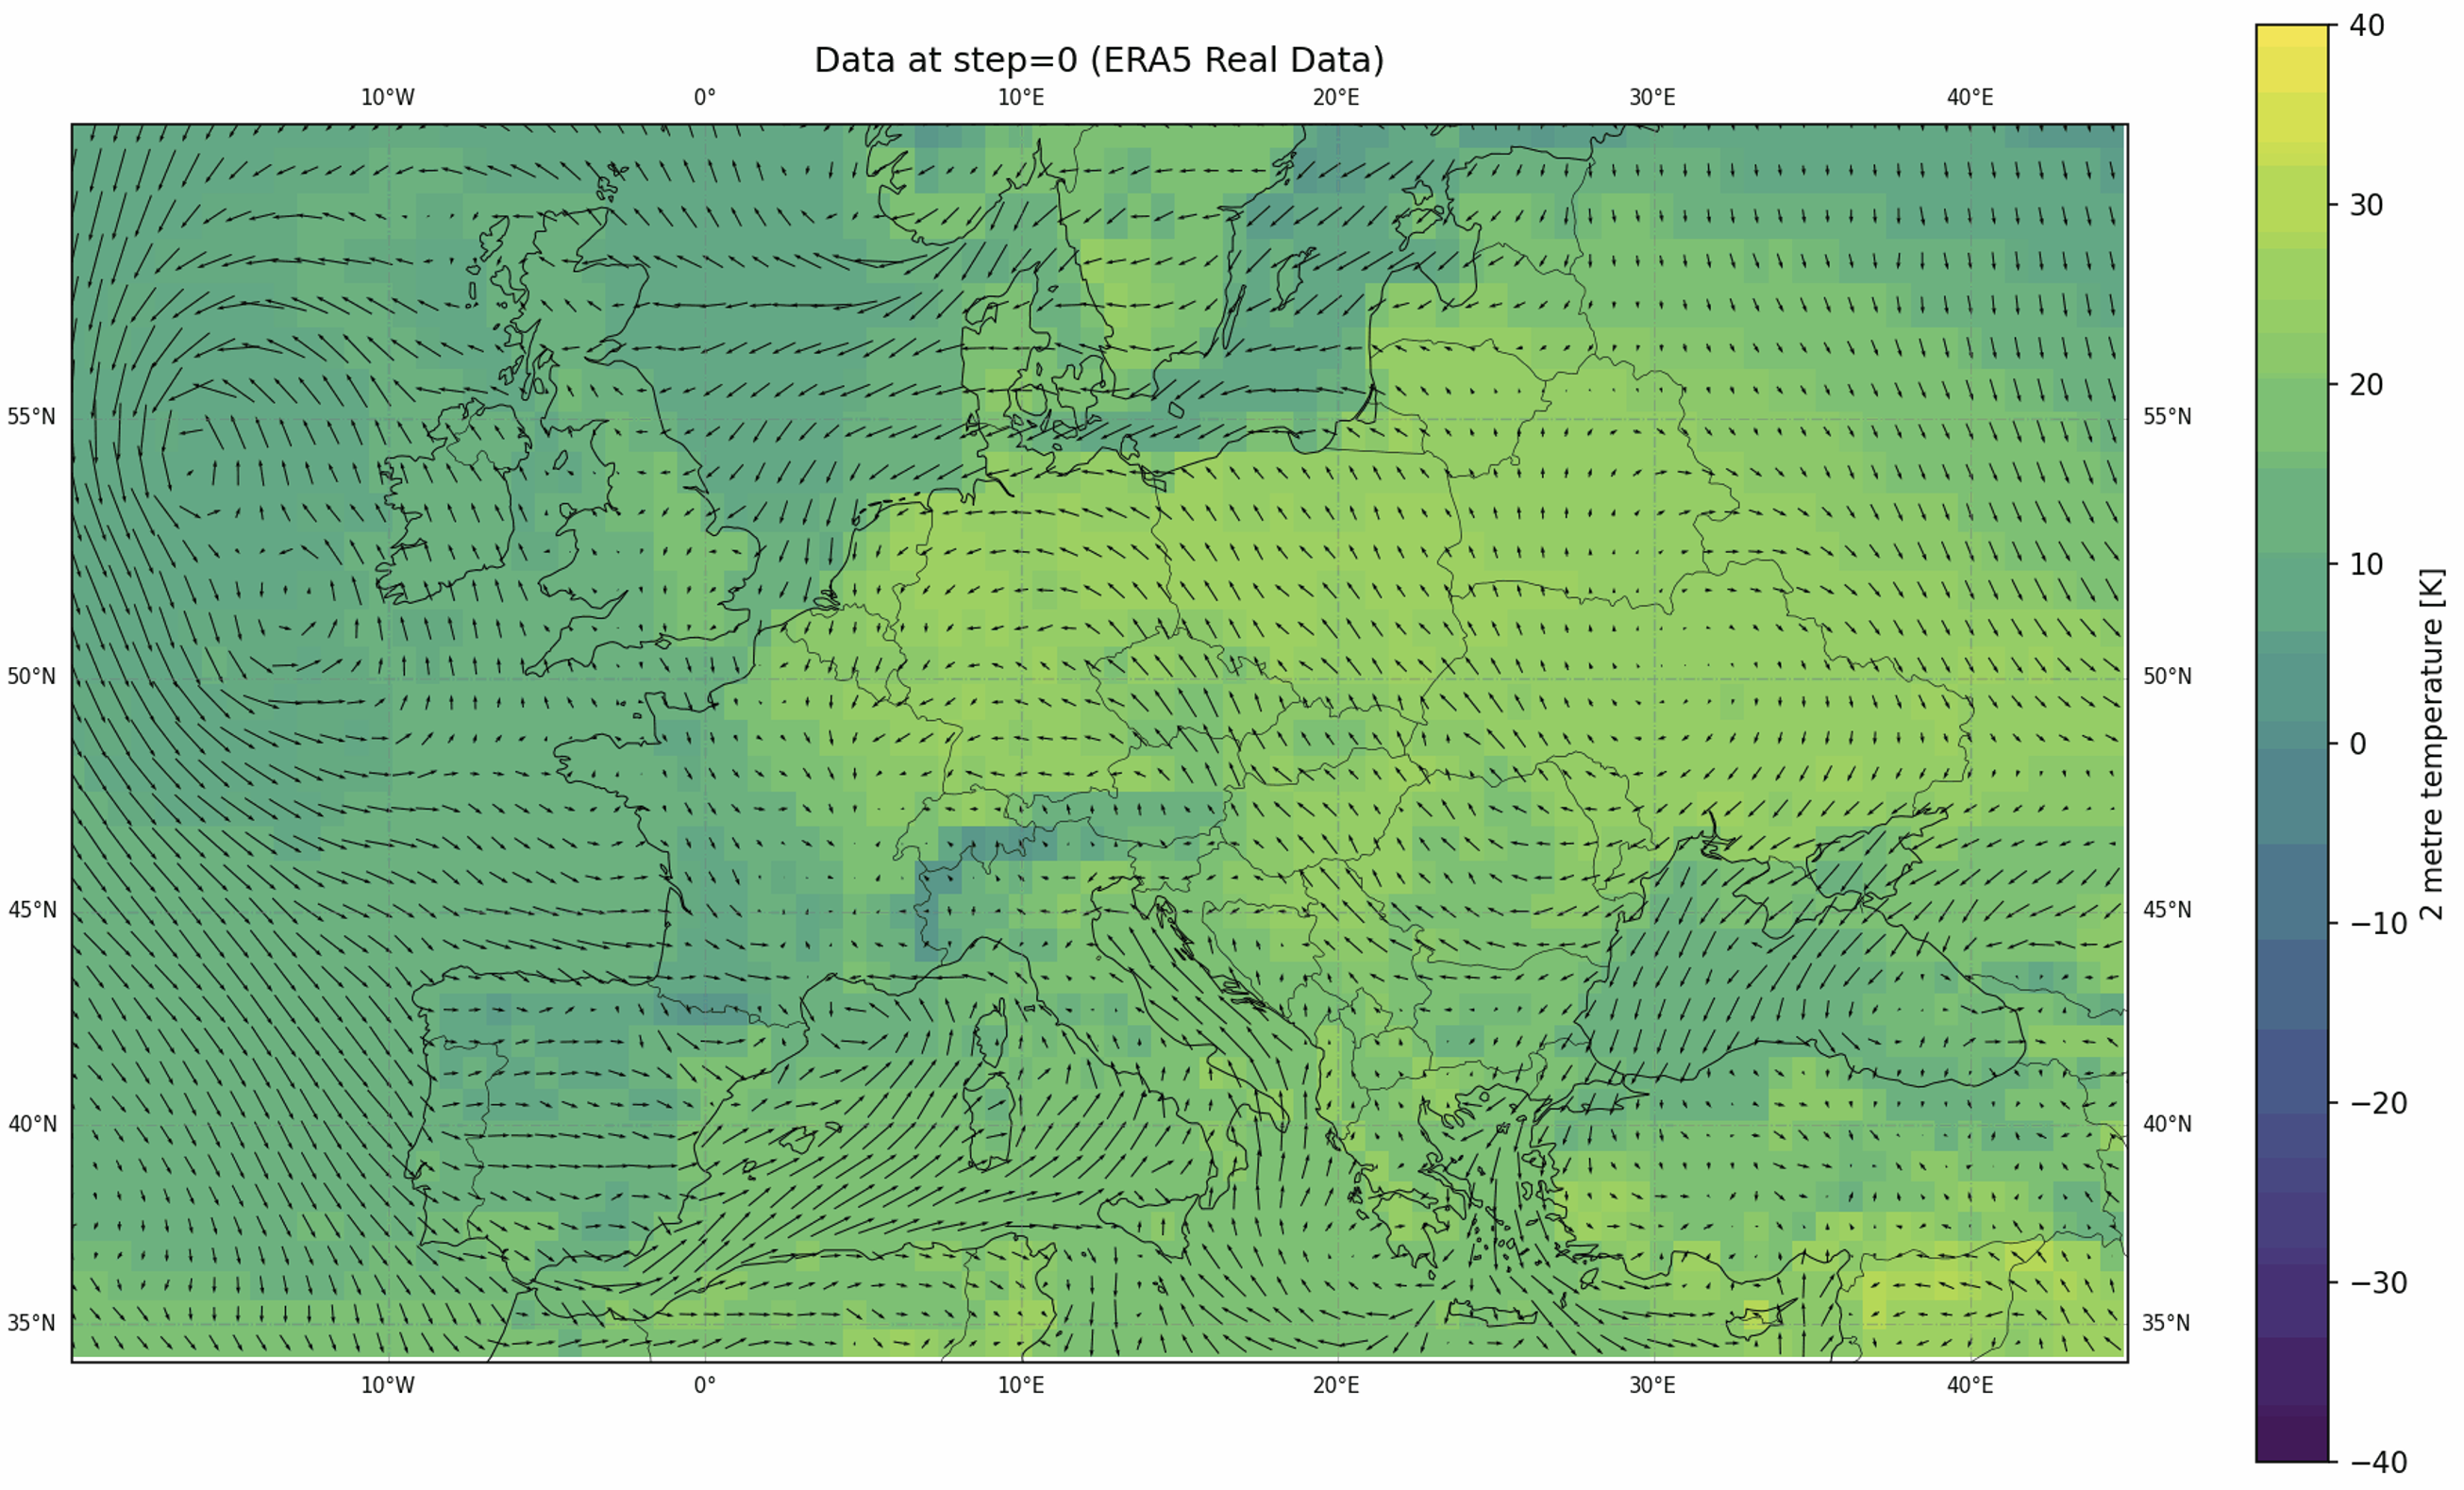 Data at step=0 (ERA5 Real Data)
10°W 0° 10°E 20°E 30°E 40°E
55°N 55°N
50°N 50°N
45°N 45°N
40°N 40°N
35°N 35°N
10°W 0° 10°E 20°E 30°E 40°E
40
30
20
10
0
−10
−20
−30
−40
2 metre temperature [K]